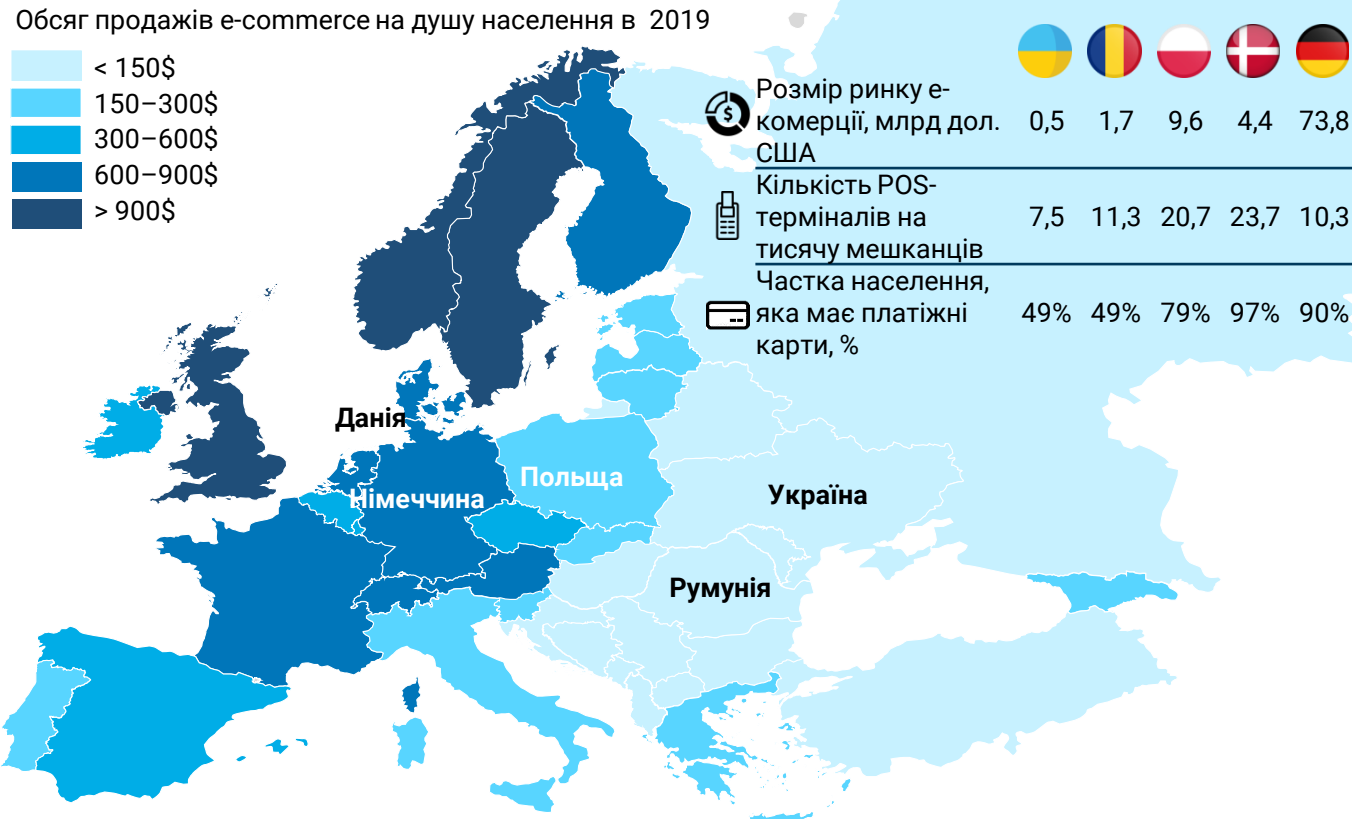 Обсяг продажів e-commerce на душу населення в 2019
< 150$
150–300$
300–600$
600–900$
> 900$
Розмір ринку е-
комерції, млрд дол.
США
0,5 1,7 9,6 4,4 73,8
Кількість POS-
терміналів на
тисячу мешканців
7,5 11,3 20,7 23,7 10,3
Частка населення,
яка має платіжні
карти, %
49% 49% 79% 97% 90%
Данія
Польща
Німеччина
Україна
Румунія
$